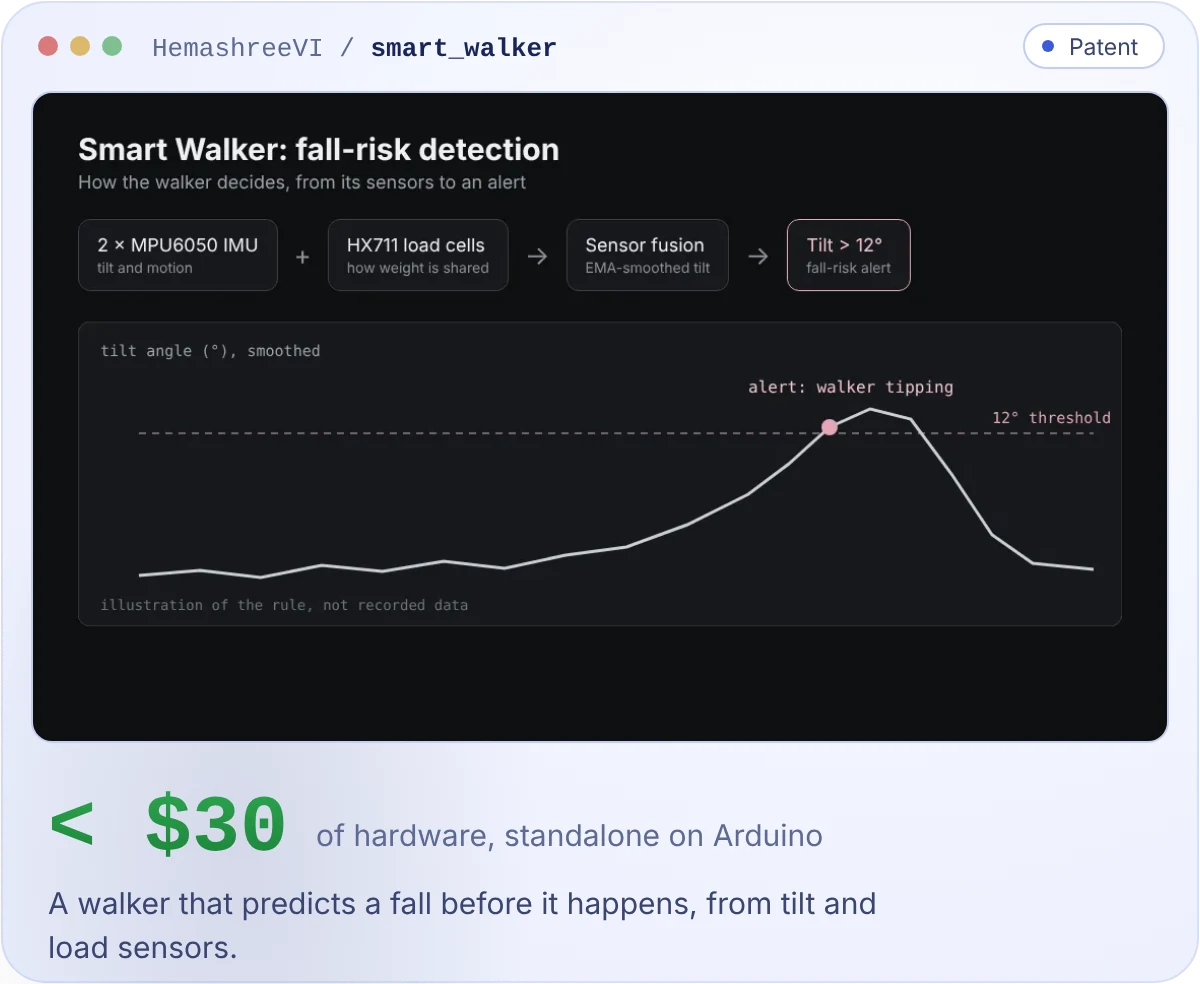 HemashreeVI / smart_walker
Patent
Smart Walker: fall-risk detection
How the walker decides, from its sensors to an alert
2 × MPU6050 IMU
tilt and motion
+
HX711 load cells
how weight is shared
→
Sensor fusion
EMA-smoothed tilt
→
Tilt > 12°
fall-risk alert
tilt angle (°), smoothed
alert: walker tipping
12° threshold
illustration of the rule, not recorded data
< $30 of hardware, standalone on Arduino
A walker that predicts a fall before it happens, from tilt and
load sensors.